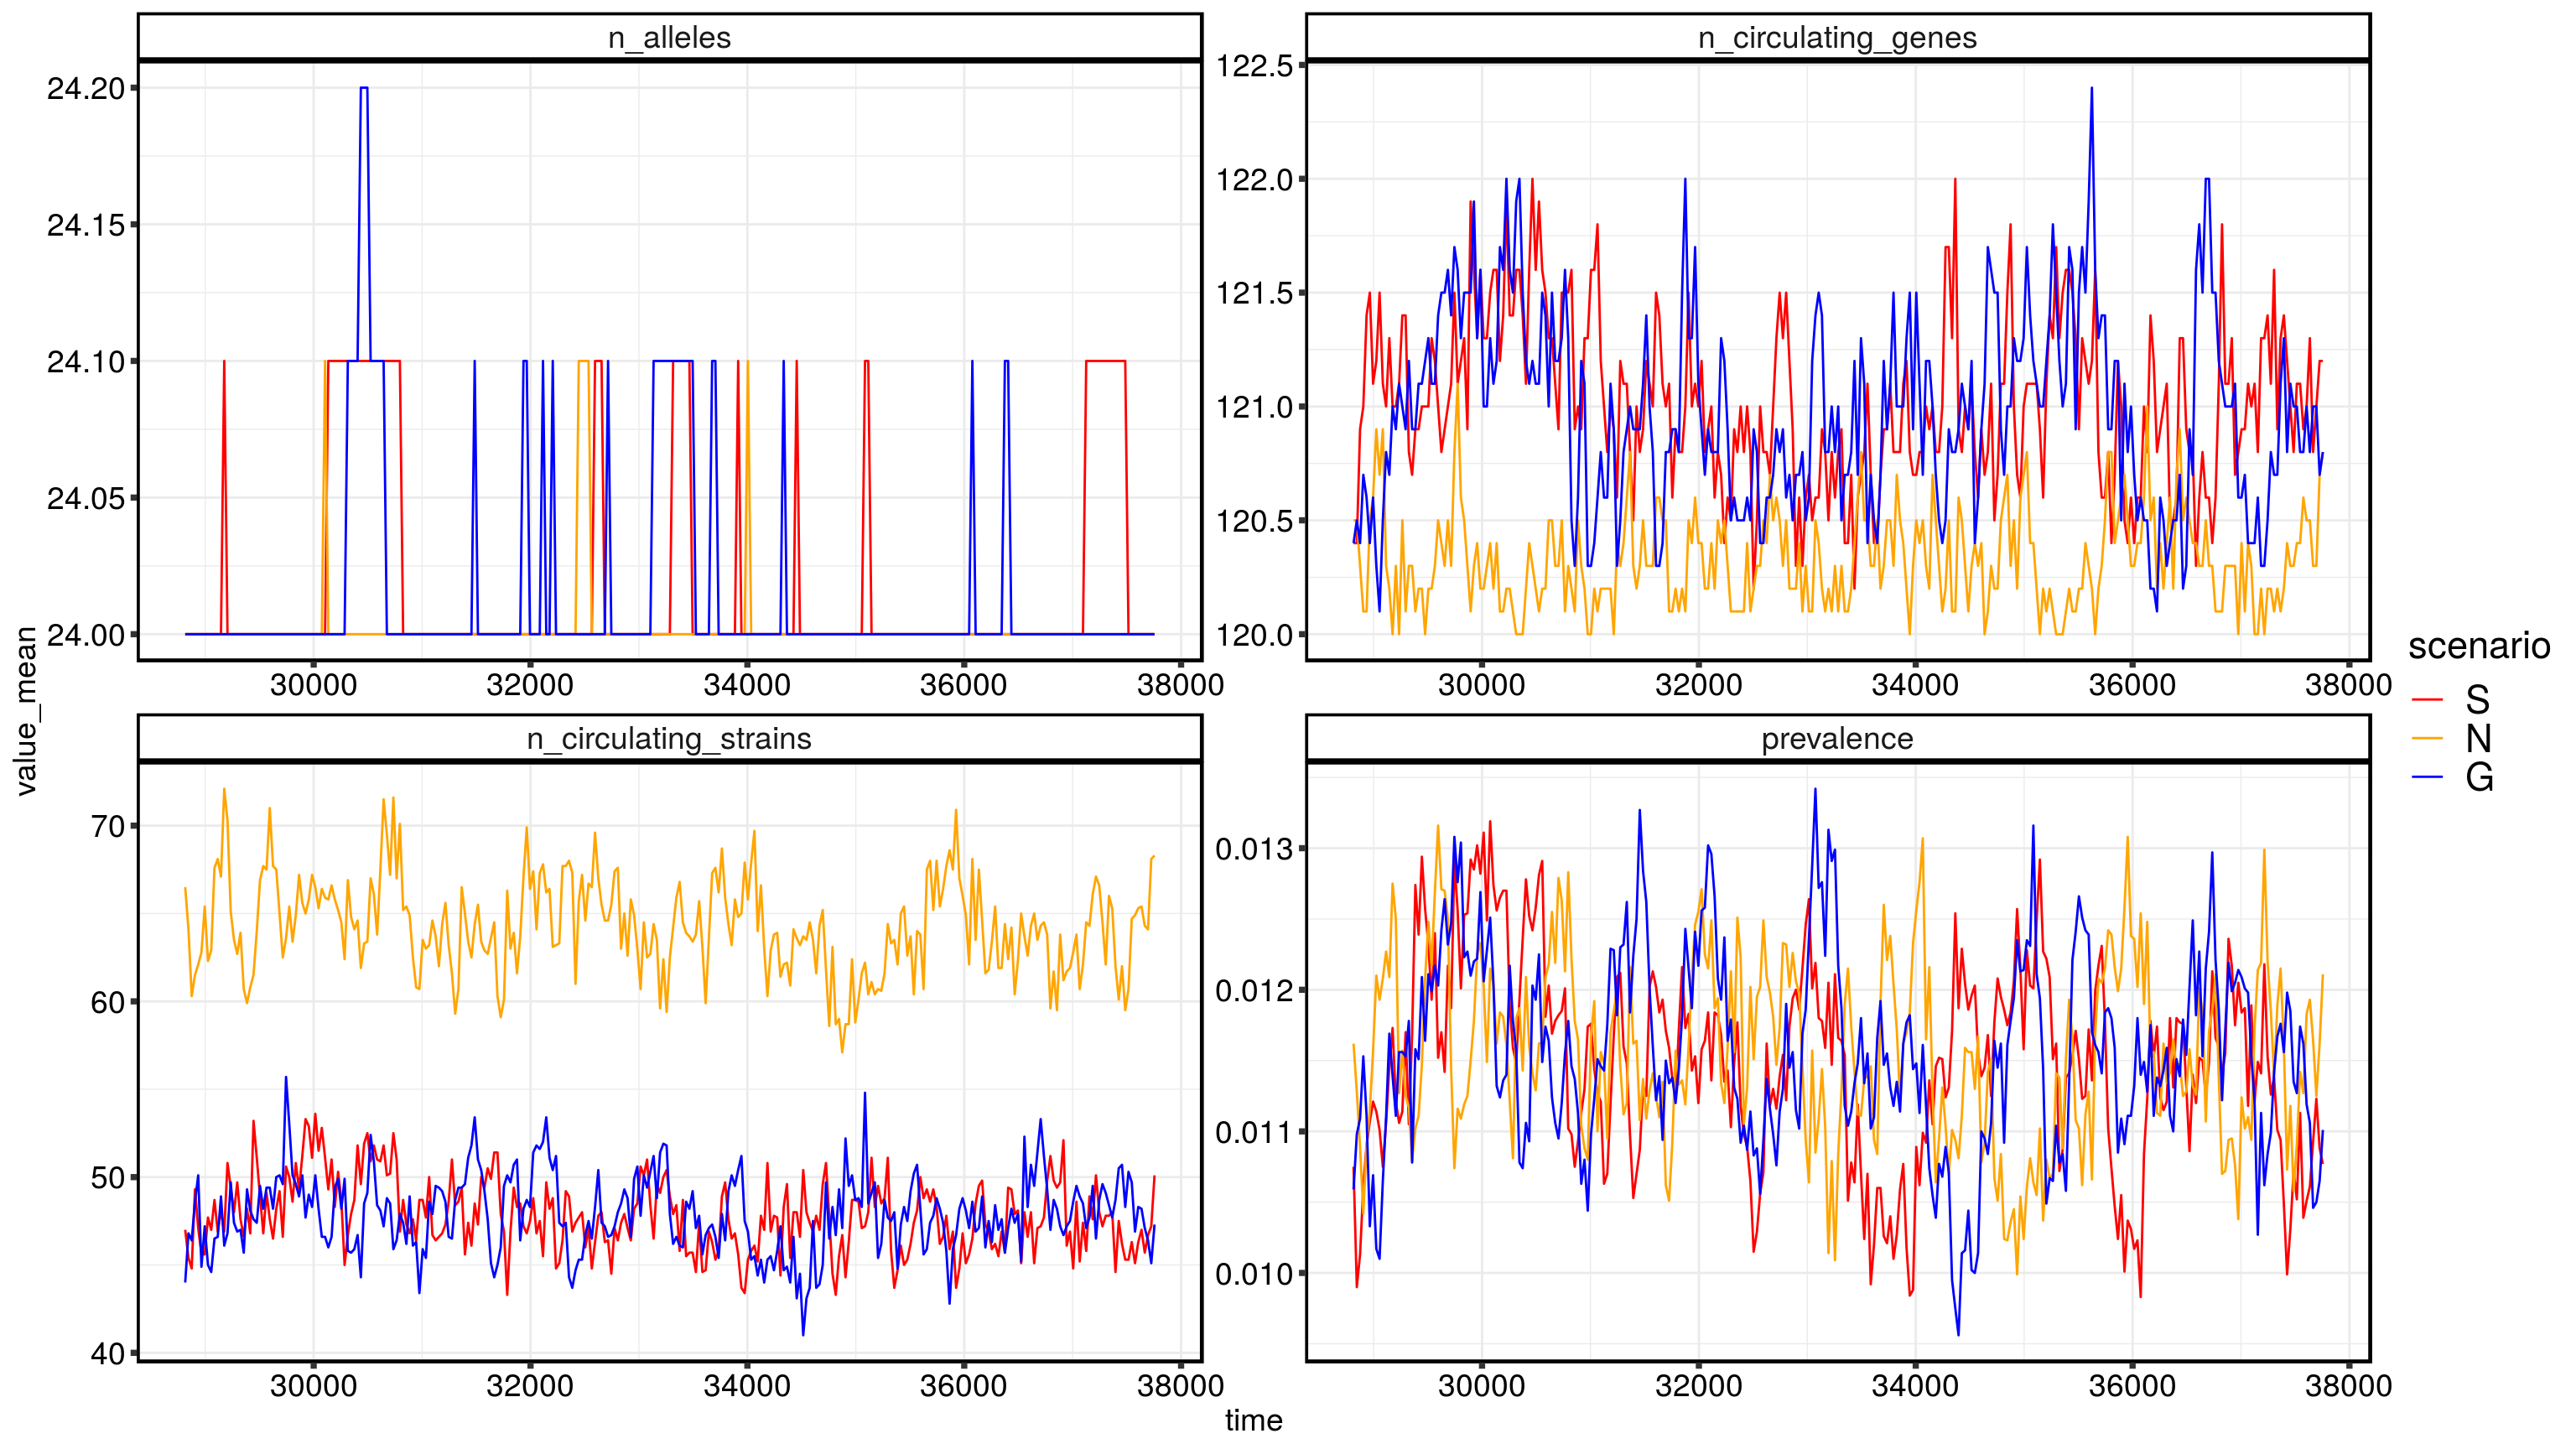 n_alleles
24.20
24.15
24.10
24.05
24.00
30000 32000 34000 36000 38000
n_circulating_genes
122.5
122.0
121.5
121.0
120.5
120.0
30000 32000 34000 36000 38000
n_circulating_strains
70
60
50
40
30000 32000 34000 36000 38000
prevalence
0.013
0.012
0.011
0.010
30000 32000 34000 36000 38000
value_mean
time
scenario
S
N
G